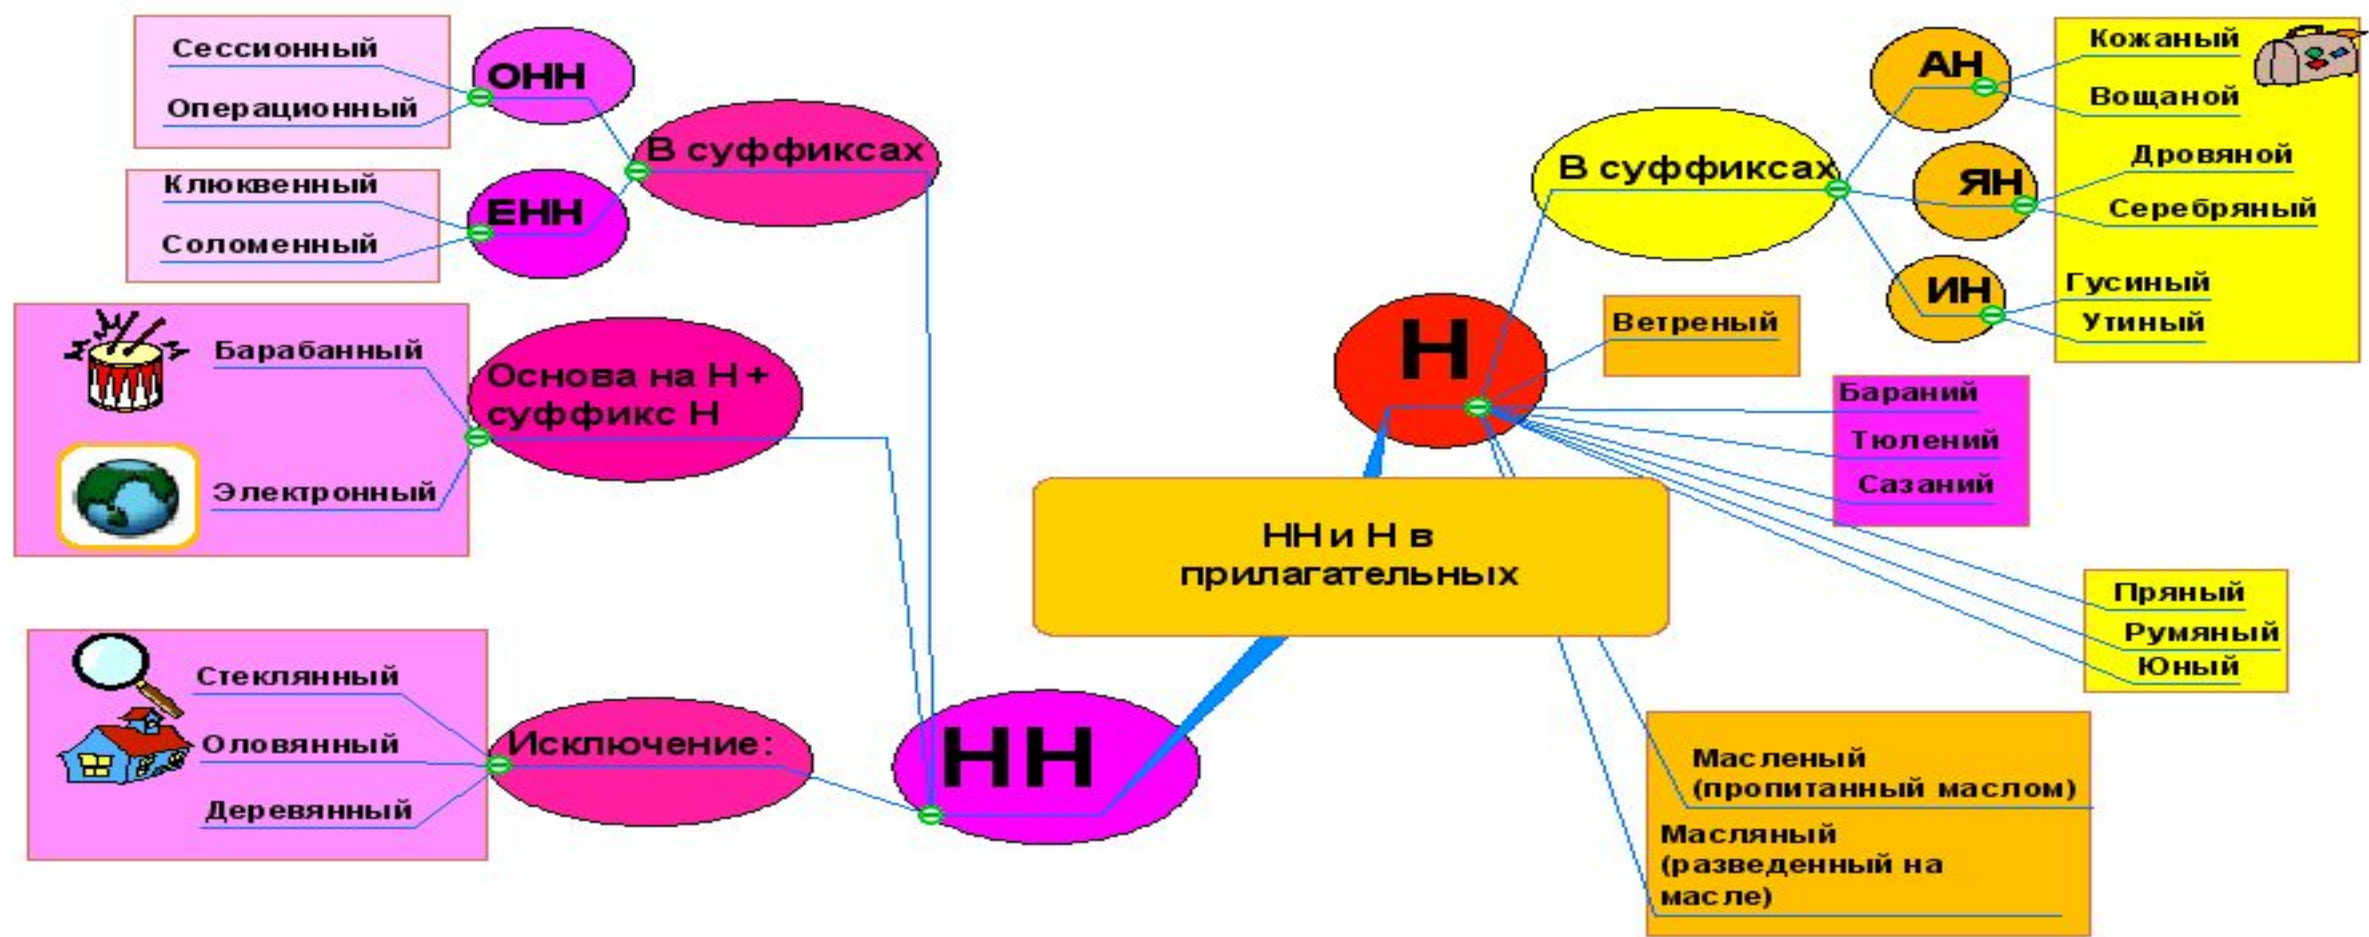 Сессионный
Операционный
ОНН
Клюквенный
Соломенный
ЕНН
В суффиксах
Барабанный
Электронный
Основа на Н +
суффикс Н
Стеклянный
Оловянный
Деревянный
Исключение:
НН
НН и Н в
прилагательных
Н
В суффиксах
АН
Кожаный
Вощаной
ЯН
Дровяной
Серебряный
ИН
Гусиный
Утиный
Ветреный
Бараний
Тюлений
Сазаний
Пряный
Румяный
Юный
Масленый
(пропитанный маслом)
Масляный
(разведенный на
масле)